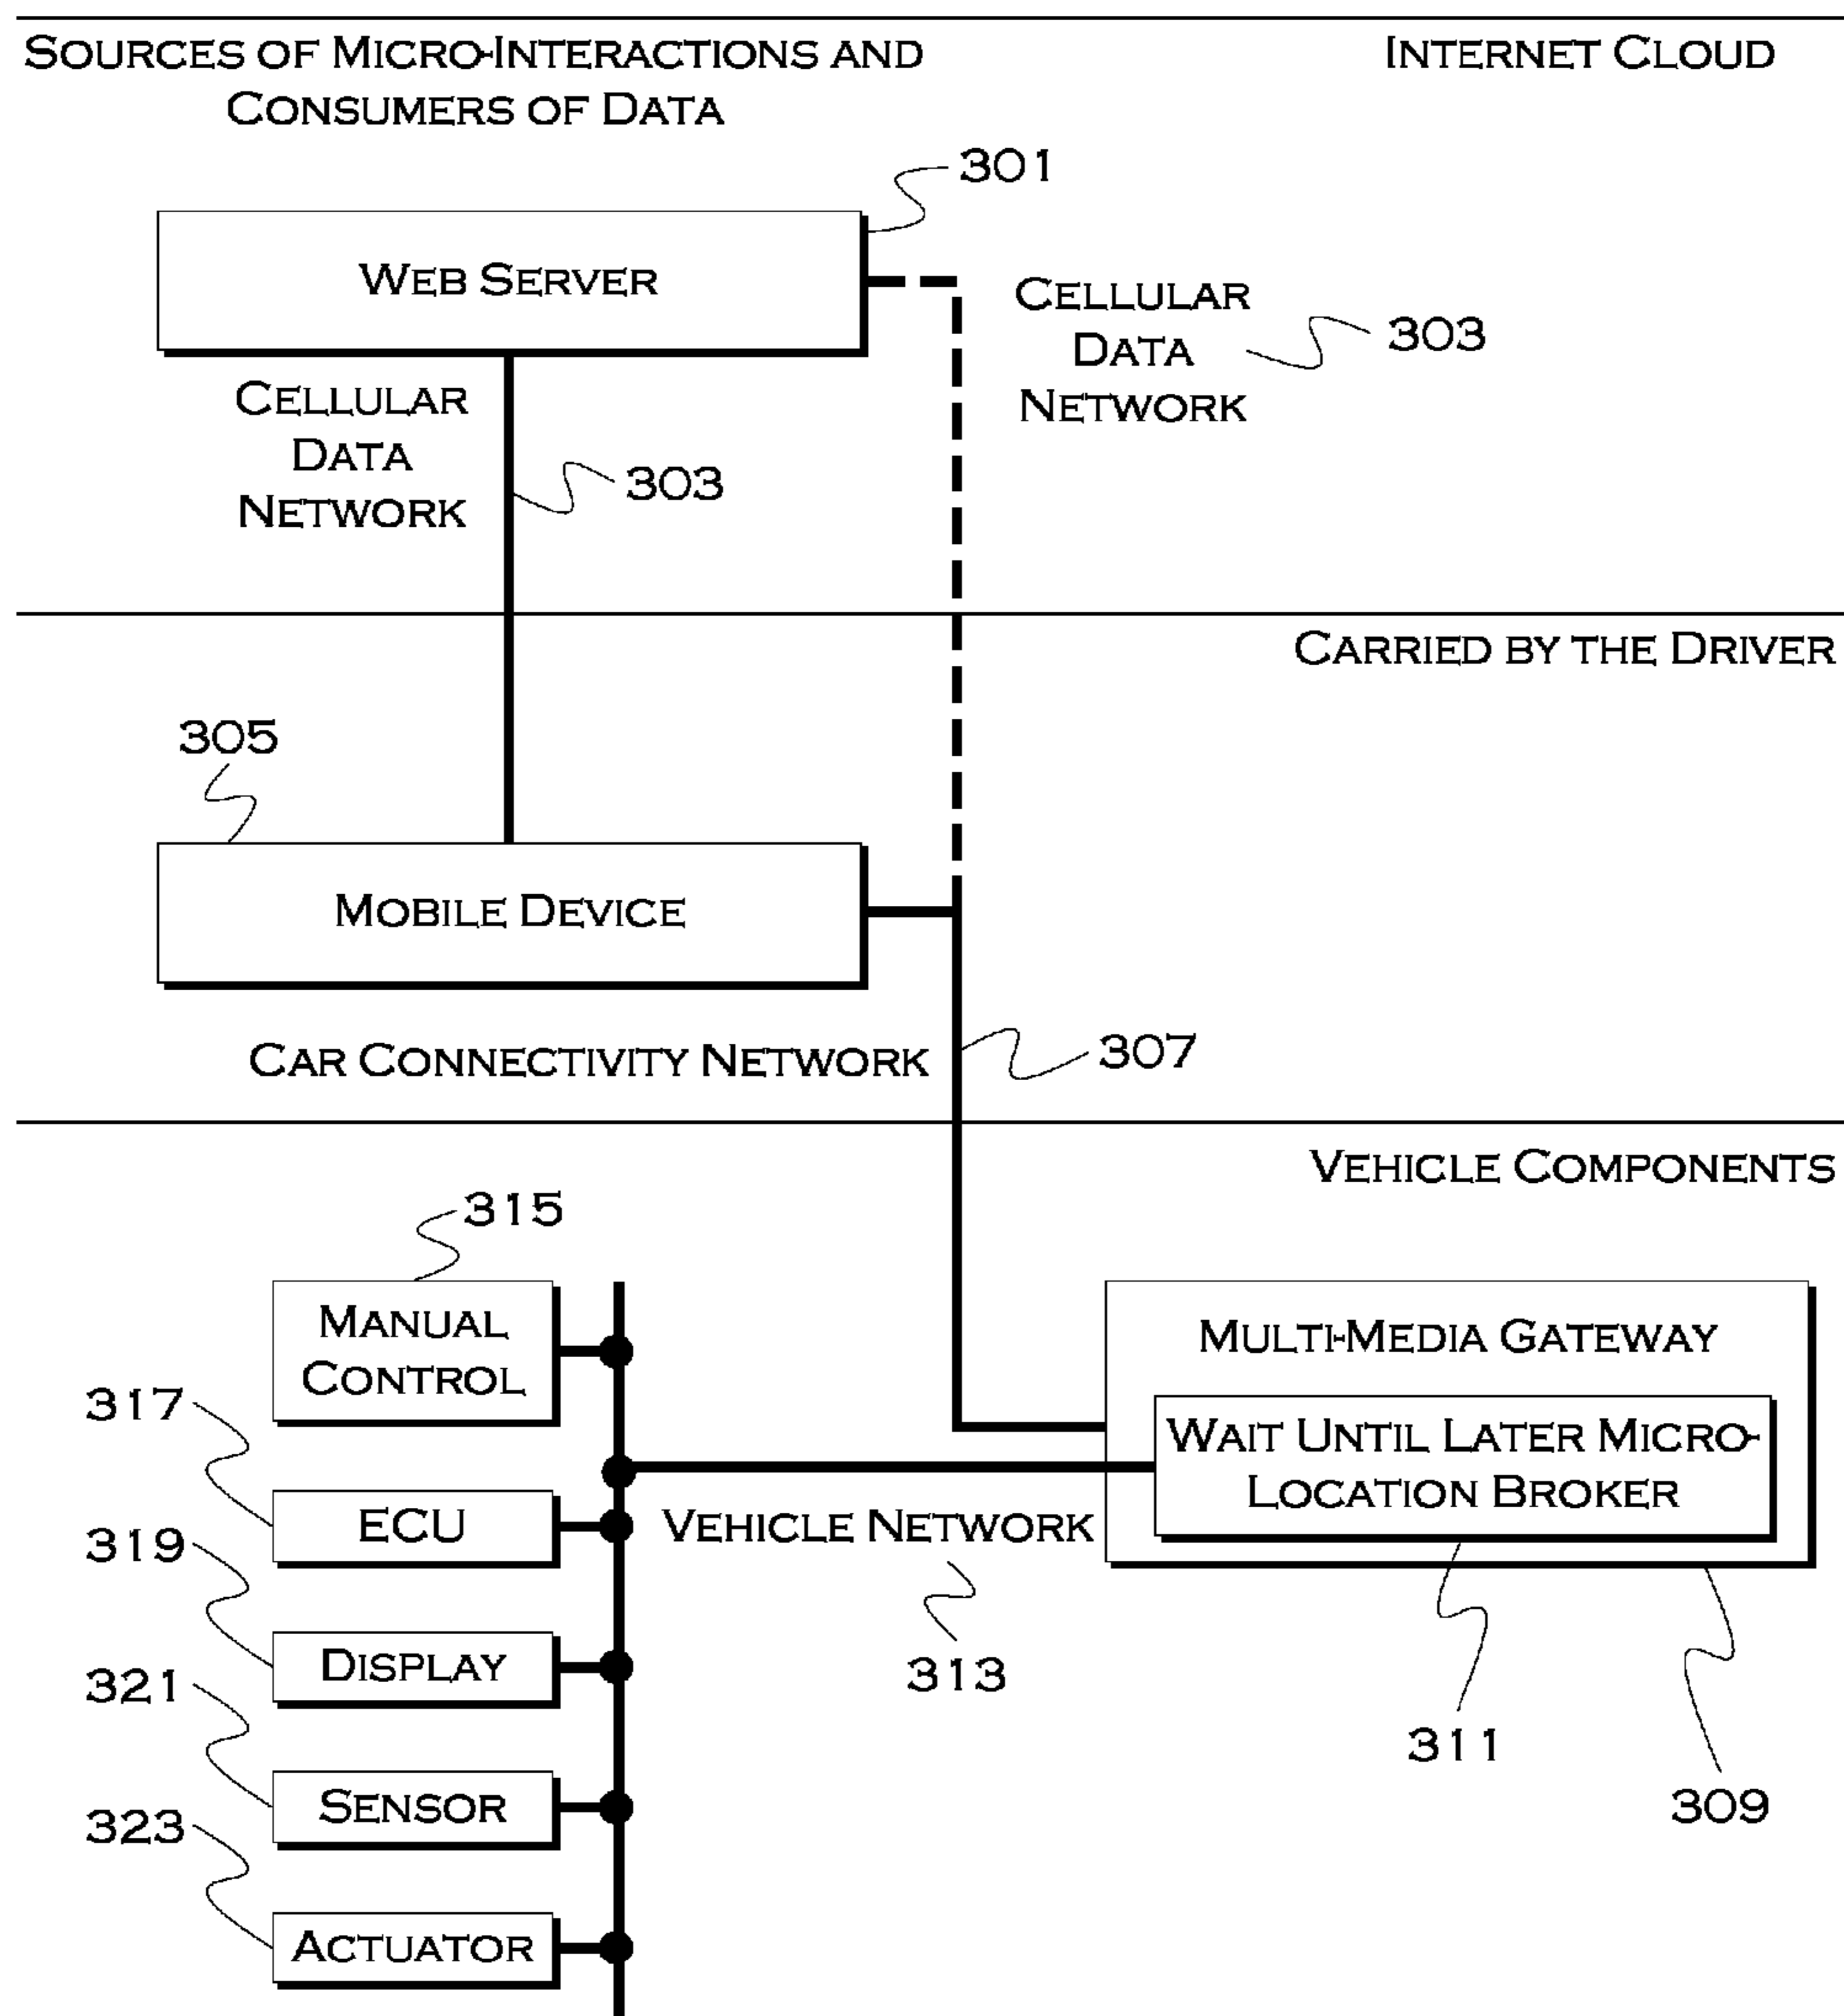 SOURCES OF MICRO-INTERACTIONS AND
CONSUMERS OF DATA
INTERNET CLOUD
301
WEB SERVER
CELLULAR
DATA
NETWORK
303
CELLULAR
DATA
NETWORK
303
CARRIED BY THE DRIVER
305
MOBILE DEVICE
CAR CONNECTIVITY NETWORK
307
VEHICLE COMPONENTS
315
MANUAL
CONTROL
MULTI-MEDIA GATEWAY
WAIT UNTIL LATER MICRO-
LOCATION BROKER
317
ECU
VEHICLE NETWORK
319
DISPLAY
313
321
SENSOR
311
309
323
ACTUATOR